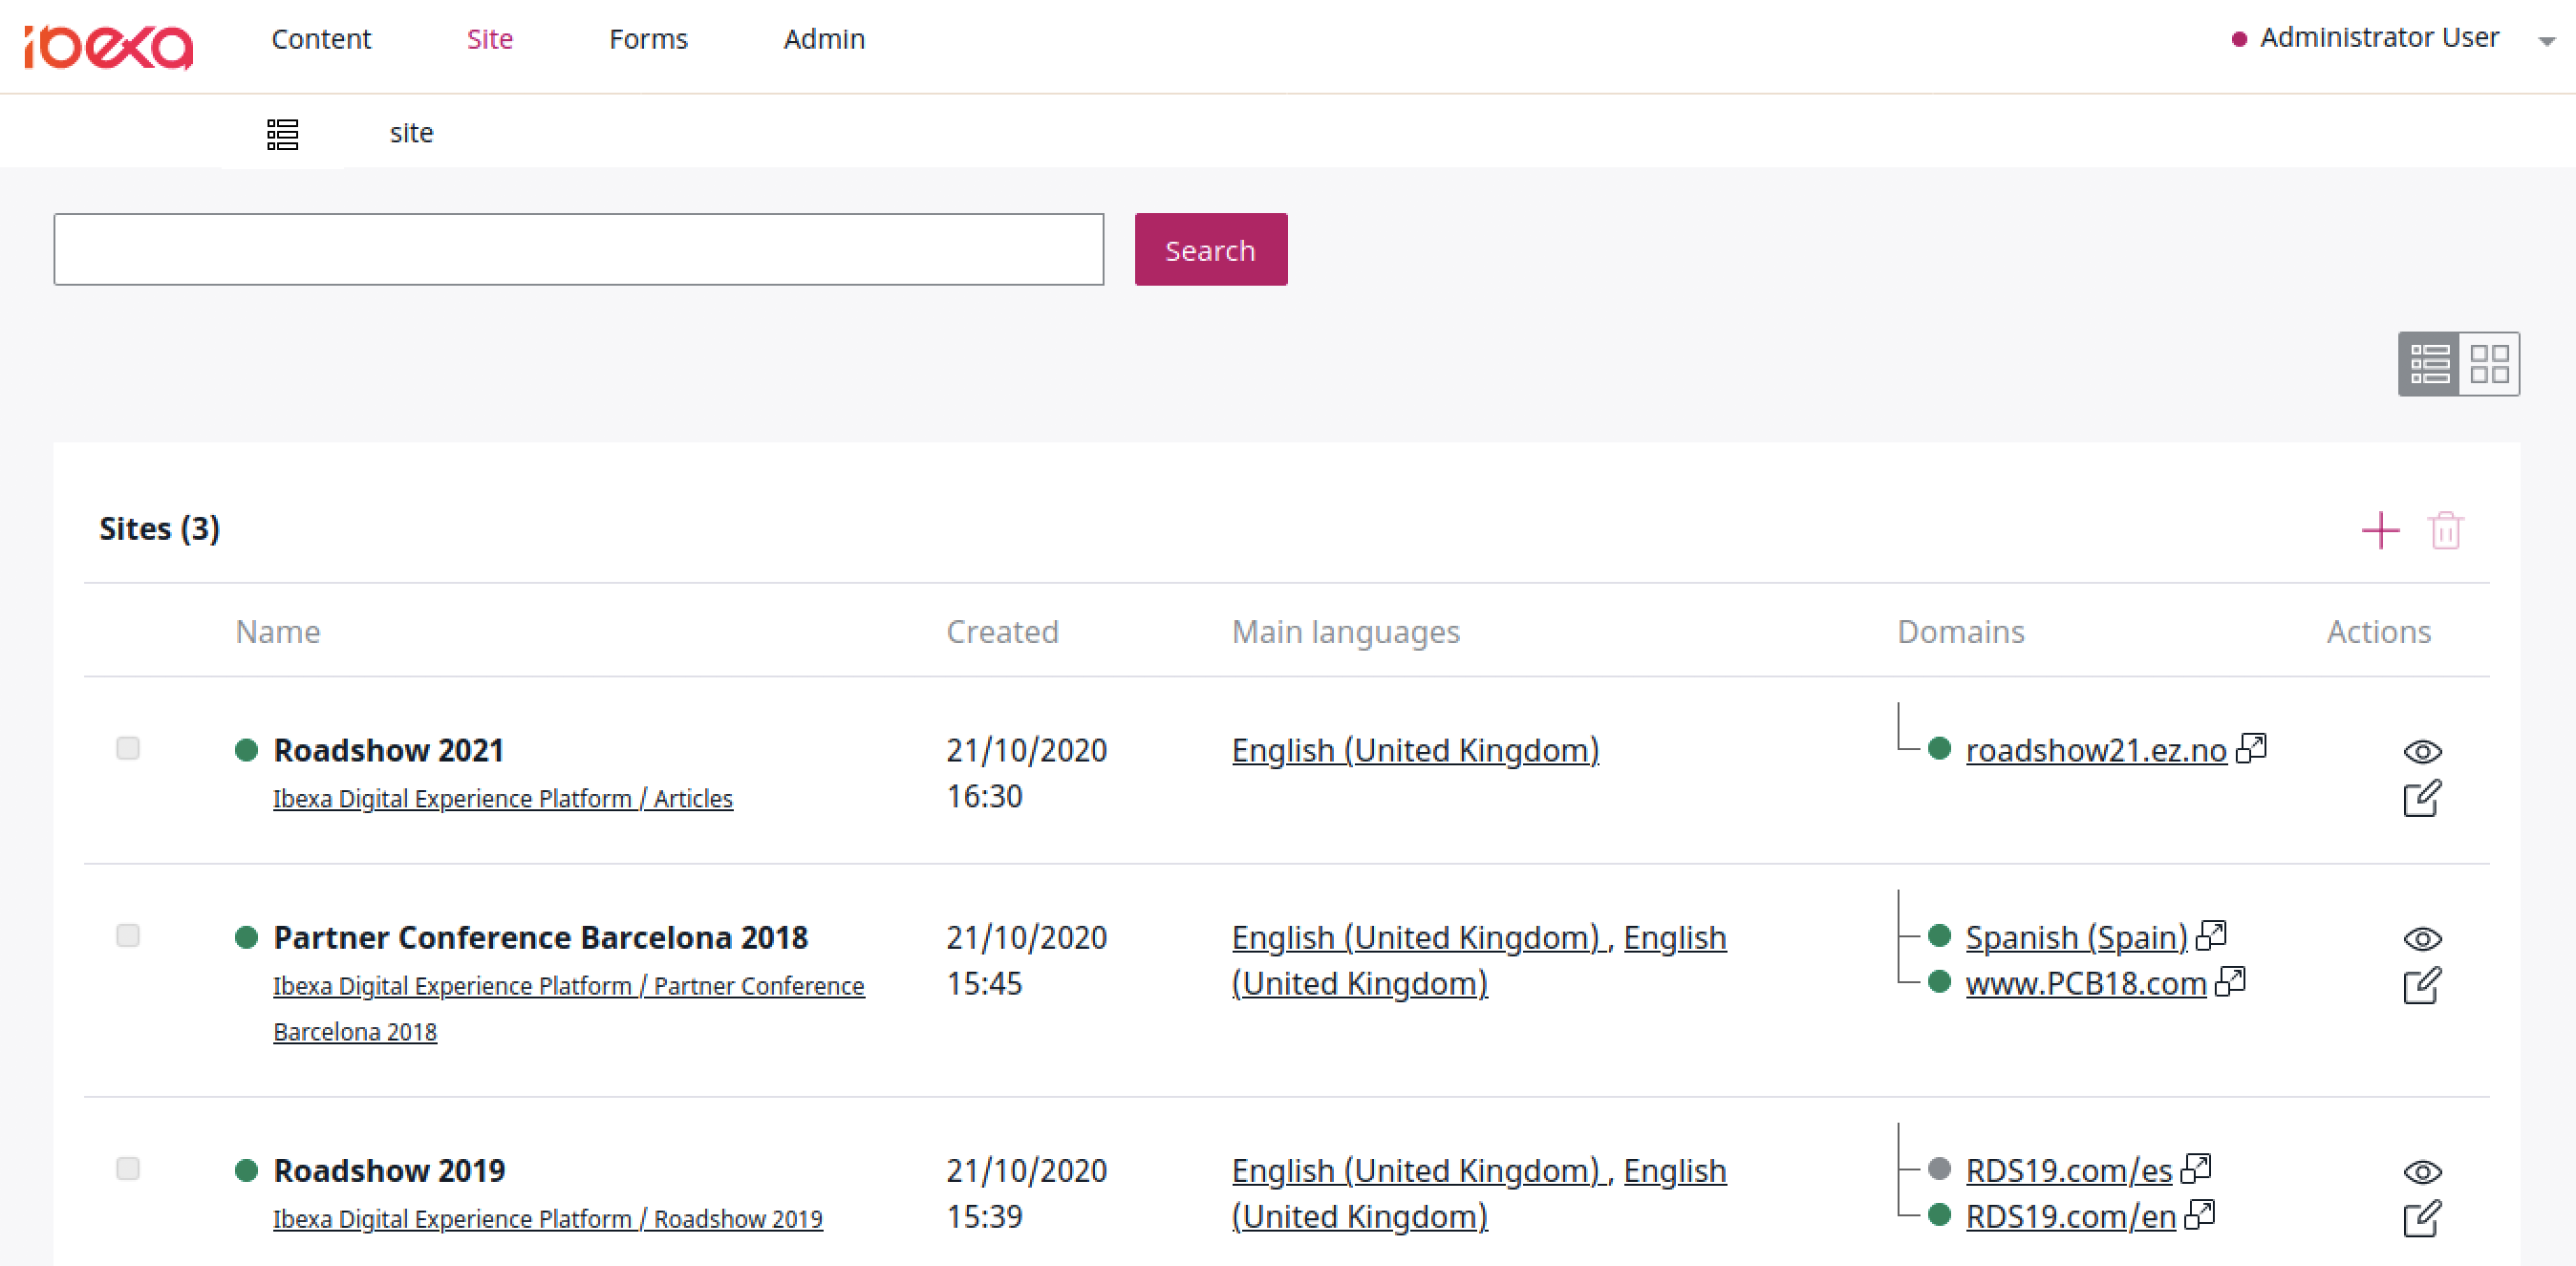 ibexa Content Site Forms Admin Administrator User
site
Search
Sites (3)
Name Created Main languages Domains Actions
Roadshow 2021 21/10/2020 English (United Kingdom) roadshow21.ez.no
Ibexa Digital Experience Platform / Articles 16:30
Partner Conference Barcelona 2018 21/10/2020 English (United Kingdom) , English Spanish (Spain)
Ibexa Digital Experience Platform / Partner Conference 15:45 (United Kingdom) www.PCB18.com
Barcelona 2018
Roadshow 2019 21/10/2020 English (United Kingdom) , English RDS19.com/es
Ibexa Digital Experience Platform / Roadshow 2019 15:39 (United Kingdom) RDS19.com/en